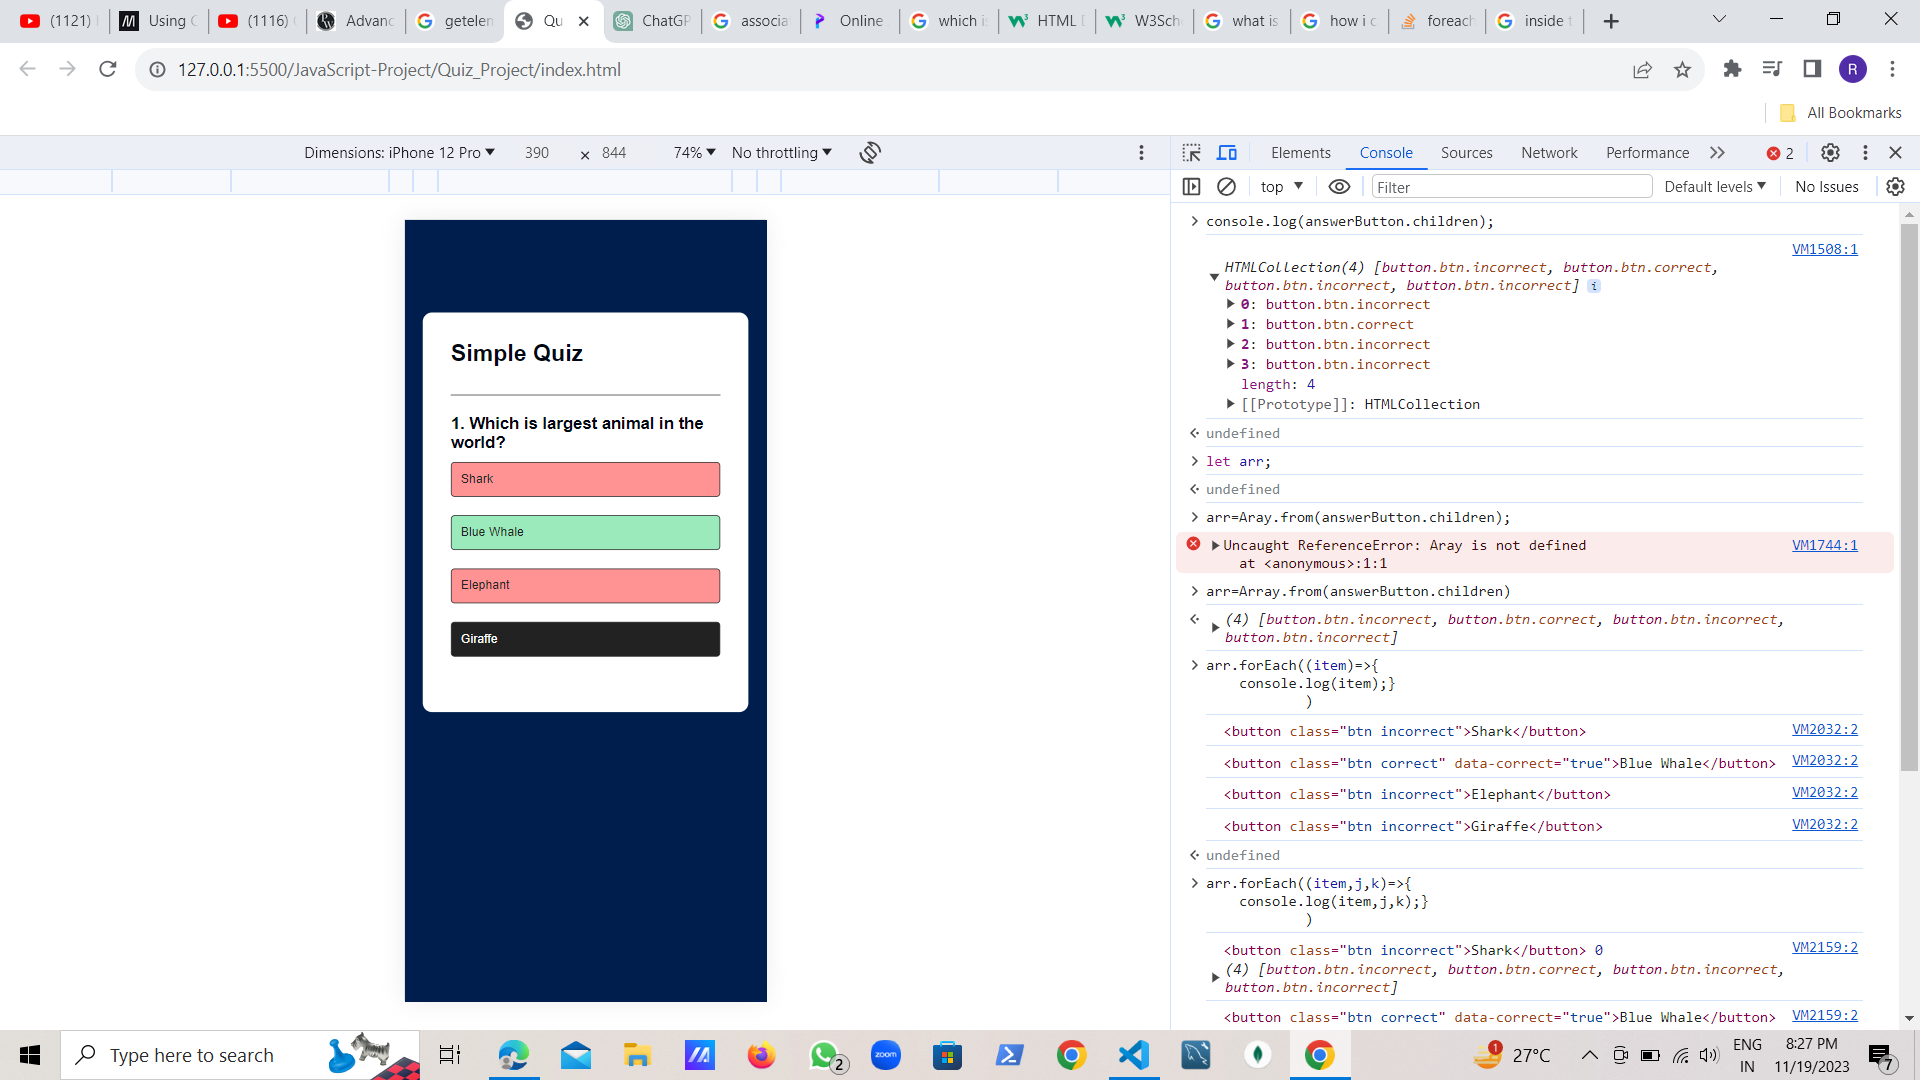 (1121)
Using
(1116)
Advanc
getelen
Qu
ChatGP
associa
Online
which i
HTML
W3Sch
what is
how i c
foreach
inside
127.0.0.1:5500/JavaScript-Project/Quiz_Project/index.html
R
All Bookmarks
Dimensions: iPhone 12 Pro 390 × 844 74% No throttling
Elements Console Sources Network Performance 2
top Filter Default levels No Issues
Simple Quiz
1. Which is largest animal in the
world?
Shark
Blue Whale
Elephant
Giraffe
console.log(answerButton.children);
VM1508:1
HTMLCollection(4) [button.btn.incorrect, button.btn.correct,
button.btn.incorrect, button.btn.incorrect] i
0: button.btn.incorrect
1: button.btn.correct
2: button.btn.incorrect
3: button.btn.incorrect
length: 4
[[Prototype]]: HTMLCollection
undefined
let arr;
undefined
arr=Aray.from(answerButton.children);
Uncaught ReferenceError: Aray is not defined VM1744:1
at <anonymous>:1:1
arr=Array.from(answerButton.children)
(4) [button.btn.incorrect, button.btn.correct, button.btn.incorrect,
button.btn.incorrect]
arr.forEach((item)=>{
console.log(item);}
)
<button class="btn incorrect">Shark</button> VM2032:2
<button class="btn correct" data-correct="true">Blue Whale</button> VM2032:2
<button class="btn incorrect">Elephant</button> VM2032:2
<button class="btn incorrect">Giraffe</button> VM2032:2
undefined
arr.forEach((item,j,k)=>{
console.log(item,j,k);}
)
<button class="btn incorrect">Shark</button> 0 VM2159:2
(4) [button.btn.incorrect, button.btn.correct, button.btn.incorrect,
button.btn.incorrect]
<button class="btn correct" data-correct="true">Blue Whale</button> VM2159:2
Type here to search
2
zoom
1
27°C
ENG
IN
8:27 PM
11/19/2023
7